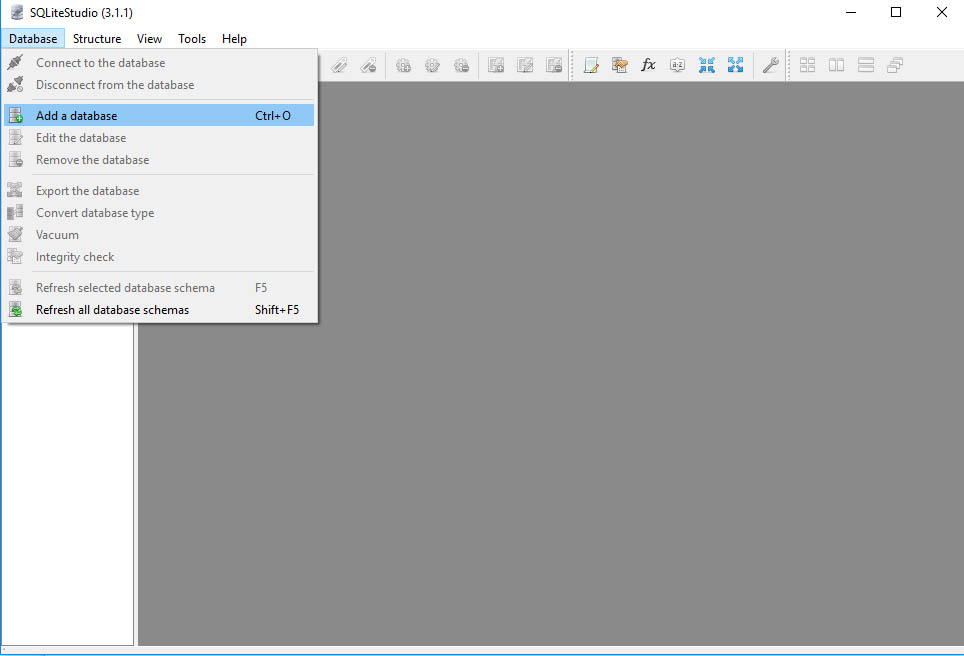 SQLiteStudio (3.1.1)
Database Structure View Tools Help
Connect to the database
Disconnect from the database
Add a database Ctrl+O
Edit the database
Remove the database
Export the database
Convert database type
Vacuum
Integrity check
Refresh selected database schema F5
Refresh all database schemas Shift+F5
fx
a-z